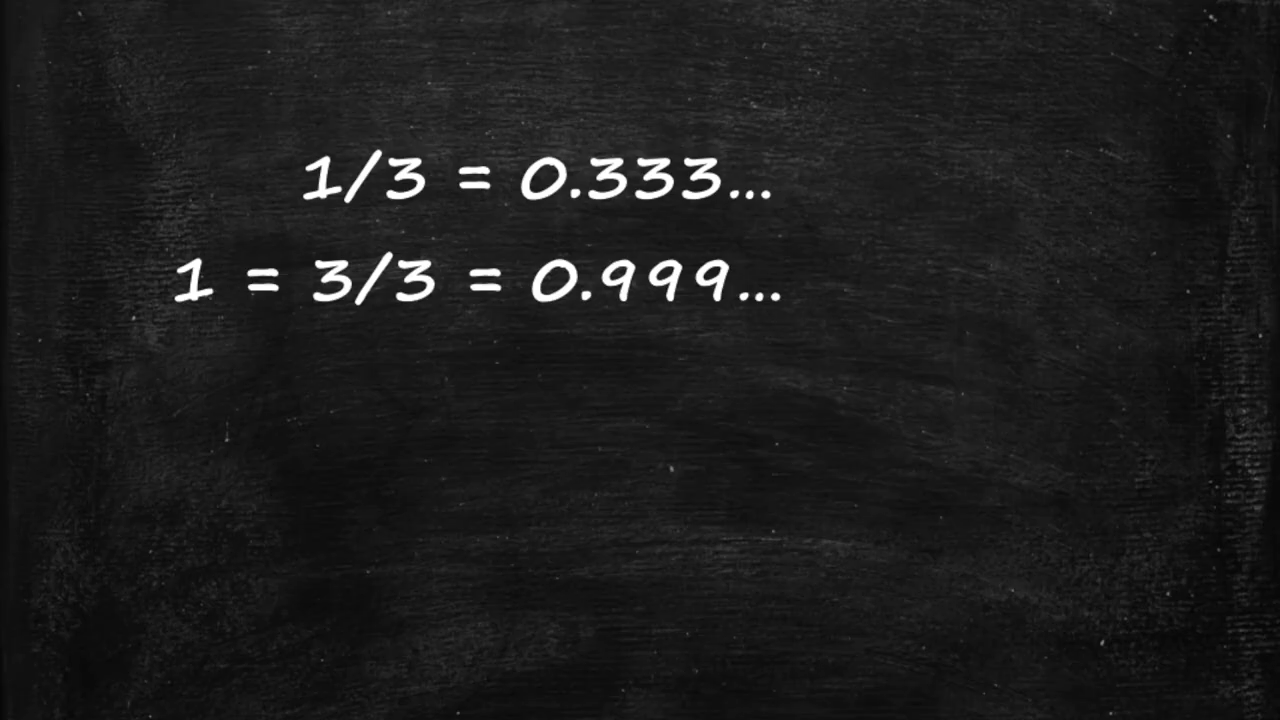 1/3 = 0.333...
1 = 3/3 = 0.999...